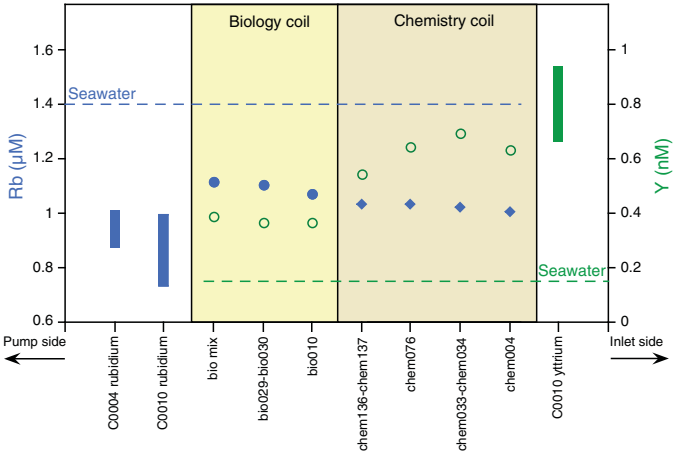 Biology coil
Chemistry coil
1.6
1.4
1.2
1
0.8
0.6
Rb (µM)
Seawater
Seawater
1
0.8
0.6
0.4
0.2
0
Y (nM)
Pump side
Inlet side
C0004 rubidium
C0010 rubidium
bio mix
bio029-bio030
bio010
chem136-chem137
chem076
chem033-chem034
chem004
C0010 yttrium